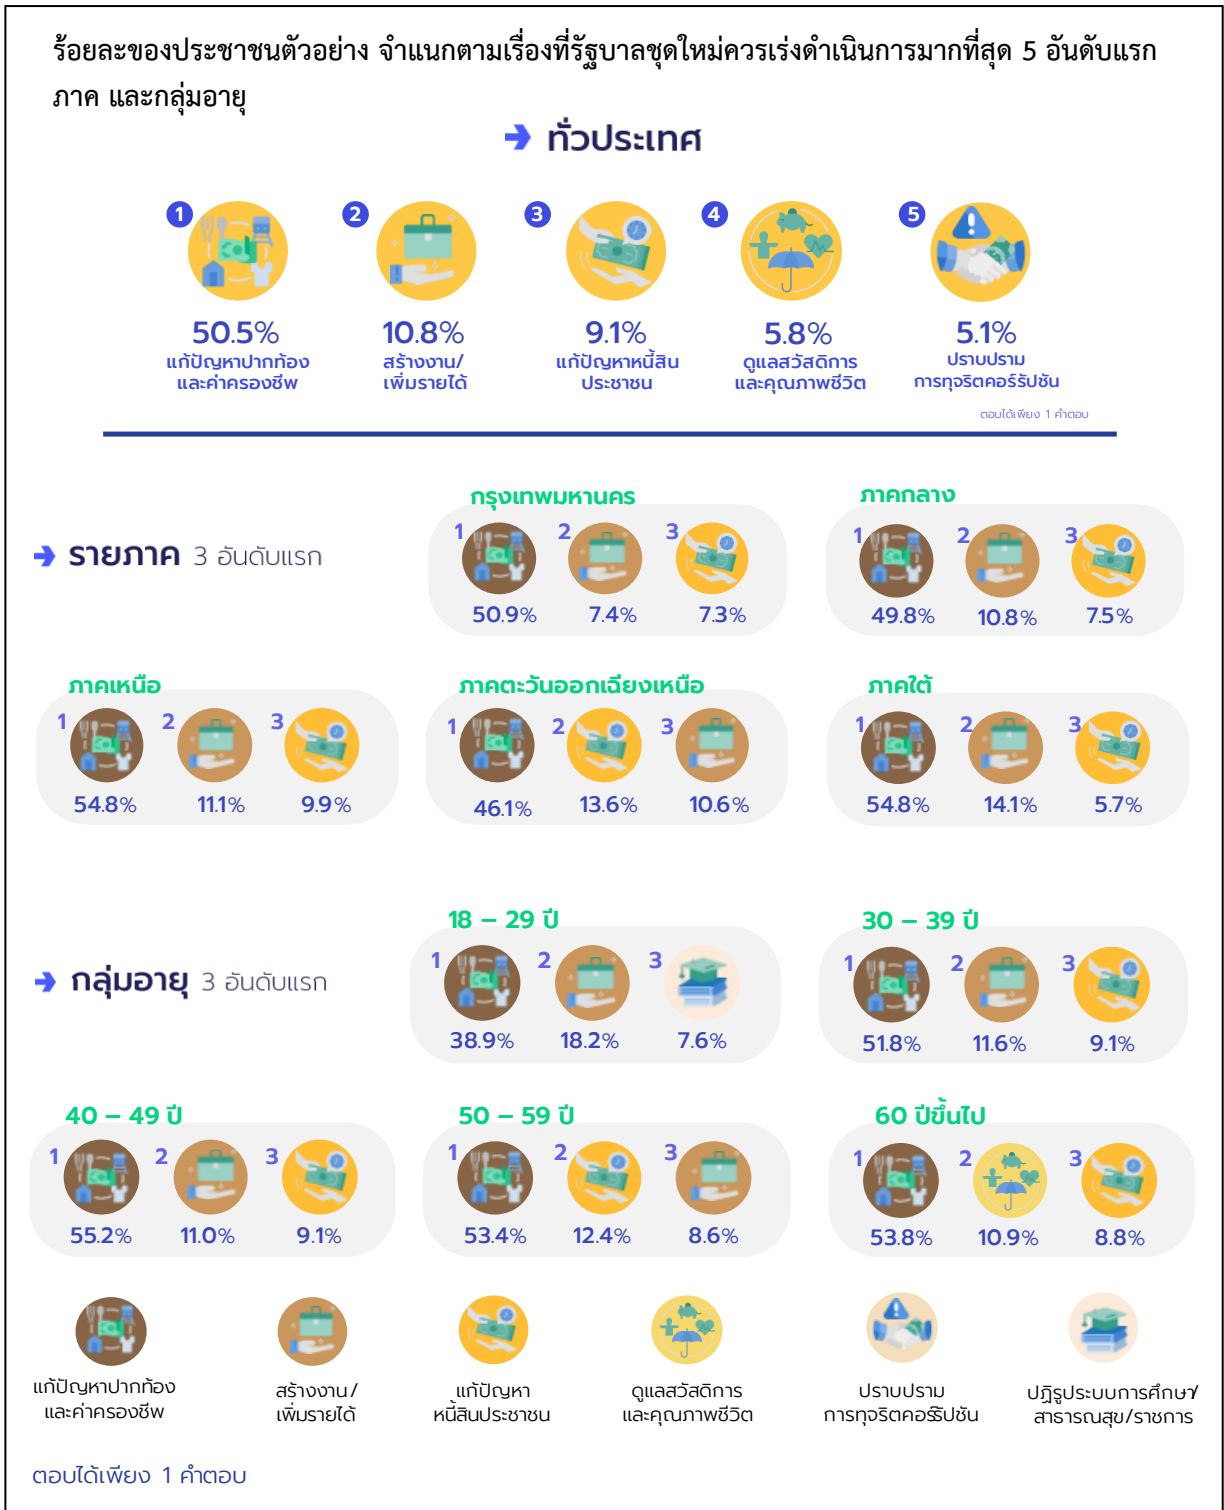 ร้อยละของประชาชนตัวอย่าง จำแนกตามเรื่องที่รัฐบาลชุดใหม่ควรเร่งดำเนินการมากที่สุด 5 อันดับแรก
ภาค และกลุ่มอายุ
ทั่วประเทศ
1 2 3 4 5
50.5% 10.8% 9.1% 5.8% 5.1%
แก้ปัญหาปากท้อง สร้างงาน/ แก้ปัญหาหนี้สิน ดูแลสวัสดิการ ปราบปราม
และค่าครองชีพ เพิ่มรายได้ ประชาชน และคุณภาพชีวิต การทุจริตคอร์รัปชัน
ตอบได้เพียง 1 คำตอบ
กรุงเทพมหานคร ภาคกลาง
1 2 3 1 2 3
รายภาค 3 อันดับแรก
50.9% 7.4% 7.3% 49.8% 10.8% 7.5%
ภาคเหนือ ภาคตะวันออกเฉียงเหนือ ภาคใต้
1 2 3 1 2 3 1 2 3
54.8% 11.1% 9.9% 46.1% 13.6% 10.6% 54.8% 14.1% 5.7%
18 – 29 ปี 30 – 39 ปี
1 2 3 1 2 3
กลุ่มอายุ 3 อันดับแรก
38.9% 18.2% 7.6% 51.8% 11.6% 9.1%
40 – 49 ปี 50 – 59 ปี 60 ปีขึ้นไป
1 2 3 1 2 3 1 2 3
55.2% 11.0% 9.1% 53.4% 12.4% 8.6% 53.8% 10.9% 8.8%
แก้ปัญหาปากท้อง สร้างงาน/ แก้ปัญหา ดูแลสวัสดิการ ปราบปราม ปฏิรูประบบการศึกษา/
และค่าครองชีพ เพิ่มรายได้ หนี้สินประชาชน และคุณภาพชีวิต การทุจริตคอร์รัปชัน สาธารณสุข/ราชการ
ตอบได้เพียง 1 คำตอบ